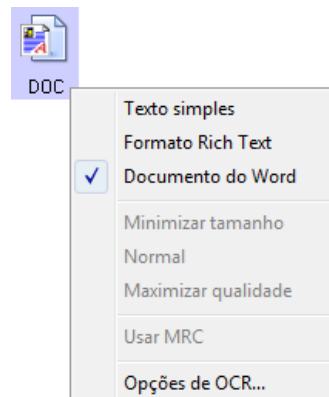 DOC
Texto simples
Formato Rich Text
Documento do Word
Minimizar tamanho
Normal
Maximizar qualidade
Usar MRC
Opções de OCR...